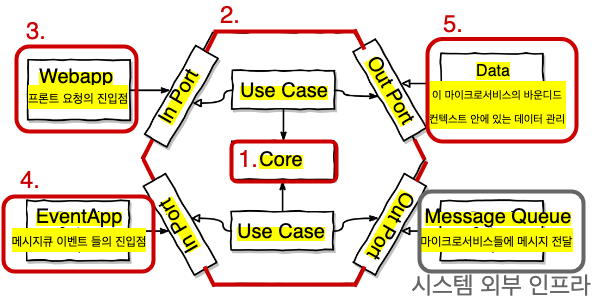 2.
3.
5.
Webapp
프론트 요청의 진입점
In Port
Use Case
Out Port
Data
이 마이크로서비스의 바운디드
컨텍스트 안에 있는 데이터 관리
1. Core
4.
EventApp
메시지큐 이벤트 들의 진입점
In Port
Use Case
Out Port
Message Queue
마이크로서비스들에 메시지 전달
시스템 외부 인프라